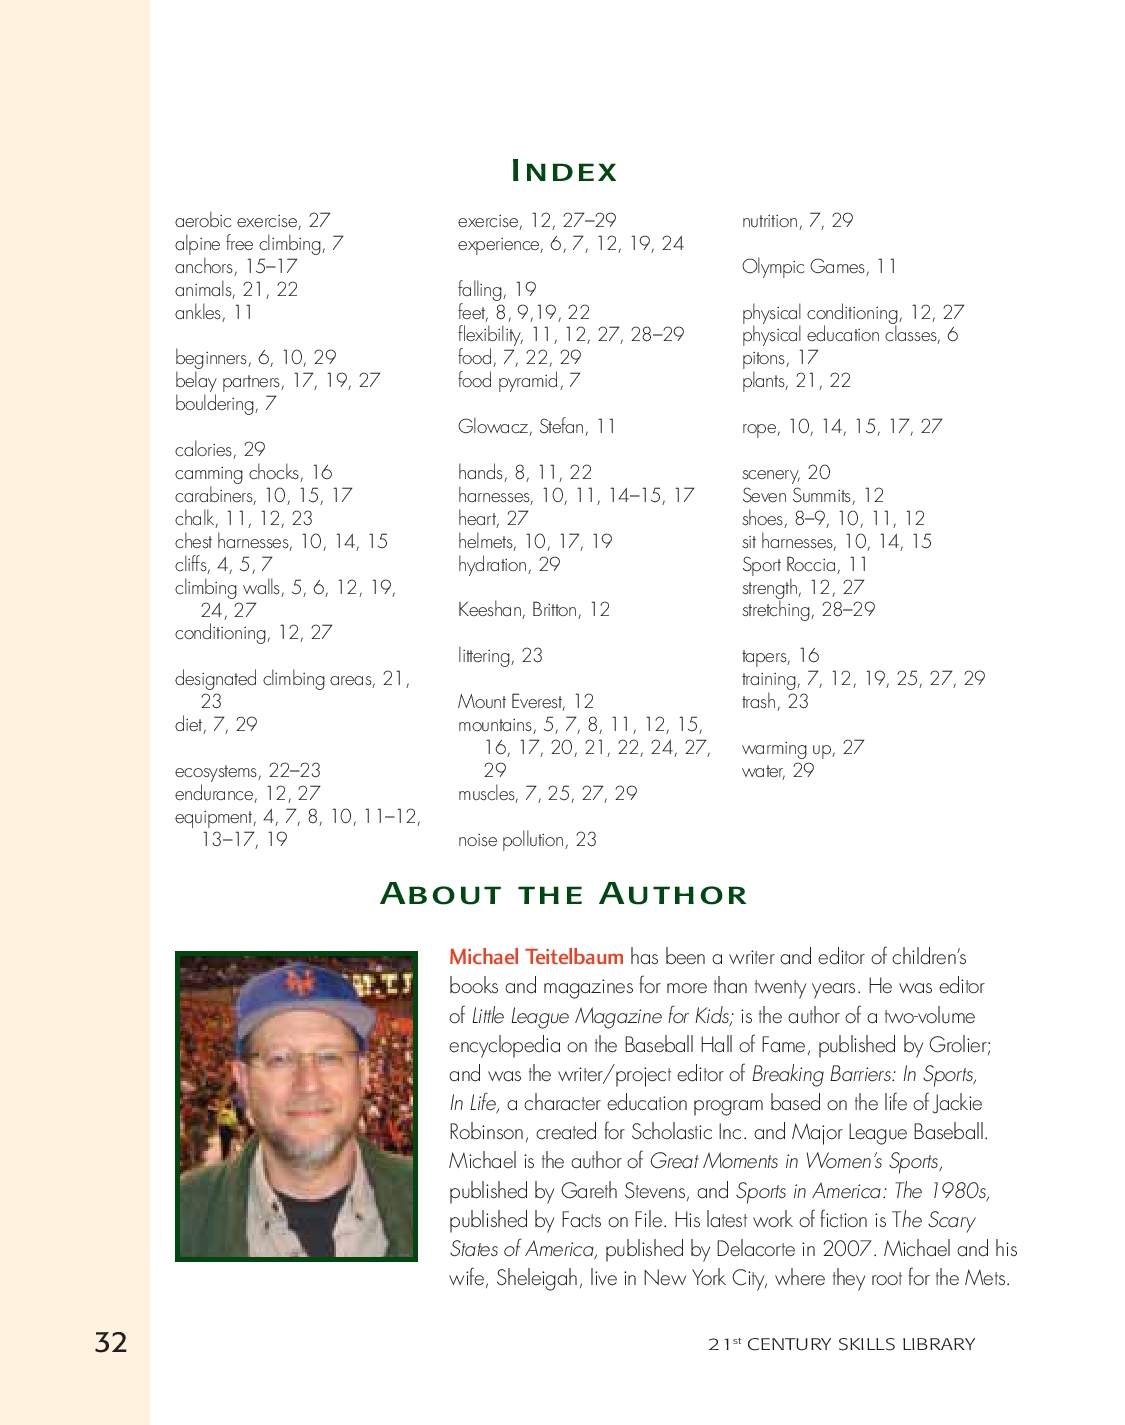 INDEX
aerobic exercise, 27
alpine free climbing, 7
anchors, 15–17
animals, 21, 22
ankles, 11
beginners, 6, 10, 29
belay partners, 17, 19, 27
bouldering, 7
calories, 29
camming chocks, 16
carabiners, 10, 15, 17
chalk, 11, 12, 23
chest harnesses, 10, 14, 15
cliffs, 4, 5, 7
climbing walls, 5, 6, 12, 19,
24, 27
conditioning, 12, 27
designated climbing areas, 21,
23
diet, 7, 29
ecosystems, 22–23
endurance, 12, 27
equipment, 4, 7, 8, 10, 11–12,
13–17, 19
exercise, 12, 27–29
experience, 6, 7, 12, 19, 24
falling, 19
feet, 8, 9,19, 22
flexibility, 11, 12, 27, 28–29
food, 7, 22, 29
food pyramid, 7
Glowacz, Stefan, 11
hands, 8, 11, 22
harnesses, 10, 11, 14–15, 17
heart, 27
helmets, 10, 17, 19
hydration, 29
Keeshan, Britton, 12
littering, 23
Mount Everest, 12
mountains, 5, 7, 8, 11, 12, 15,
16, 17, 20, 21, 22, 24, 27,
29
muscles, 7, 25, 27, 29
noise pollution, 23
nutrition, 7, 29
Olympic Games, 11
physical conditioning, 12, 27
physical education classes, 6
pitons, 17
plants, 21, 22
rope, 10, 14, 15, 17, 27
scenery, 20
Seven Summits, 12
shoes, 8–9, 10, 11, 12
sit harnesses, 10, 14, 15
Sport Roccia, 11
strength, 12, 27
stretching, 28–29
tapers, 16
training, 7, 12, 19, 25, 27, 29
trash, 23
warming up, 27
water, 29
ABOUT THE AUTHOR
Michael Teitelbaum has been a writer and editor of children's
books and magazines for more than twenty years. He was editor
of Little League Magazine for Kids; is the author of a two-volume
encyclopedia on the Baseball Hall of Fame, published by Grolier;
and was the writer/project editor of Breaking Barriers: In Sports,
In Life, a character education program based on the life of Jackie
Robinson, created for Scholastic Inc. and Major League Baseball.
Michael is the author of Great Moments in Women's Sports,
published by Gareth Stevens, and Sports in America: The 1980s,
published by Facts on File. His latest work of fiction is The Scary
States of America, published by Delacorte in 2007. Michael and his
wife, Sheleigah, live in New York City, where they root for the Mets.
32
21st CENTURY SKILLS LIBRARY